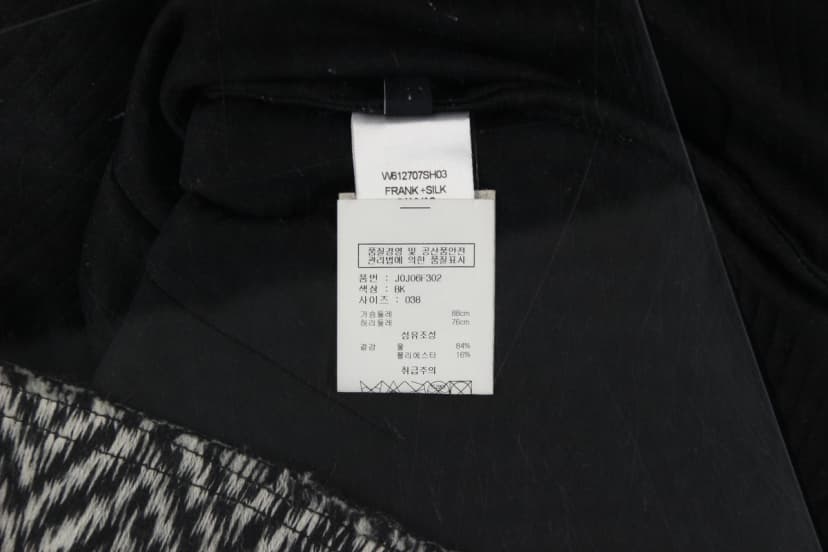 W612707SH03
FRANK+SILK
품질경영 및 공산품안전
관리법에 의한 품질표시
품번 : J0J06F302
색상 : BK
사이즈 : 038
가슴둘레 88cm
허리둘레 76cm
섬유조성
겉감 울 84%
폴리에스타 16%
취급주의